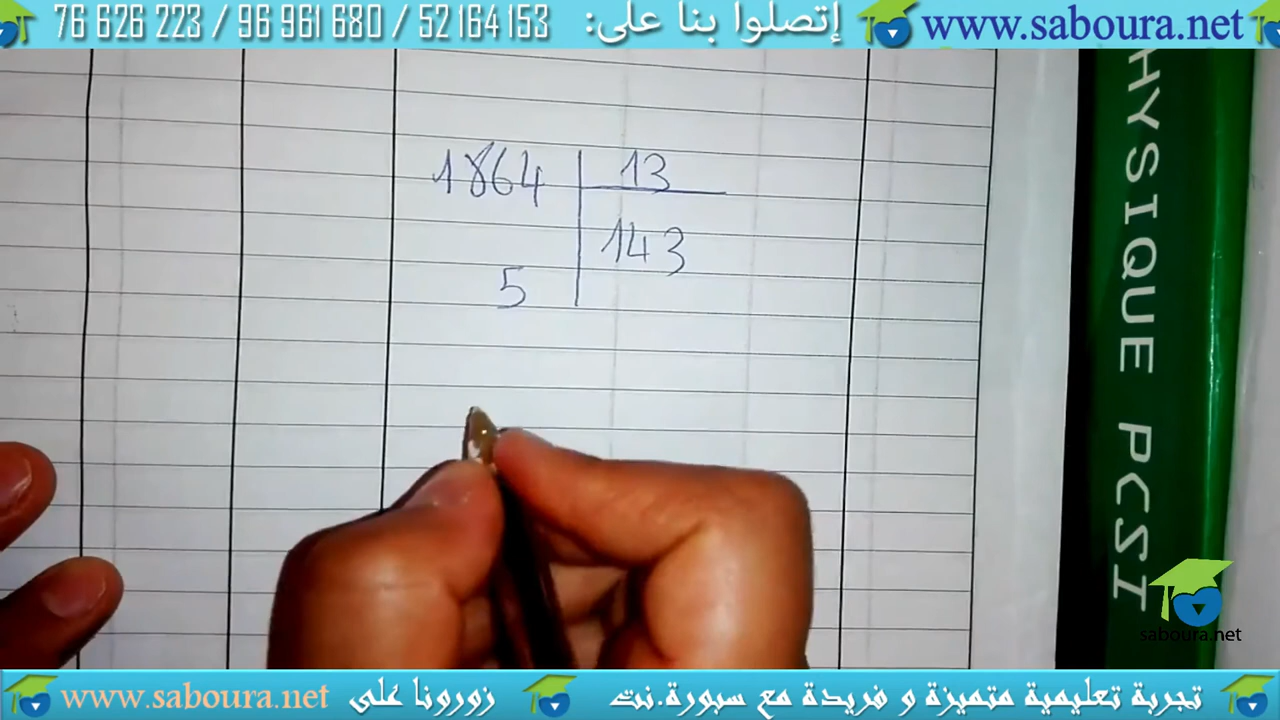 76 626 223 / 96 961 680 / 52 164 153 إتصلوا بنا على: www.saboura.net
1864 13
143
5
PHYSIQUE PCSI
saboura.net
www.saboura.net زورونا على تجربة تعليمية متميزة و فريدة مع سبورة.نت